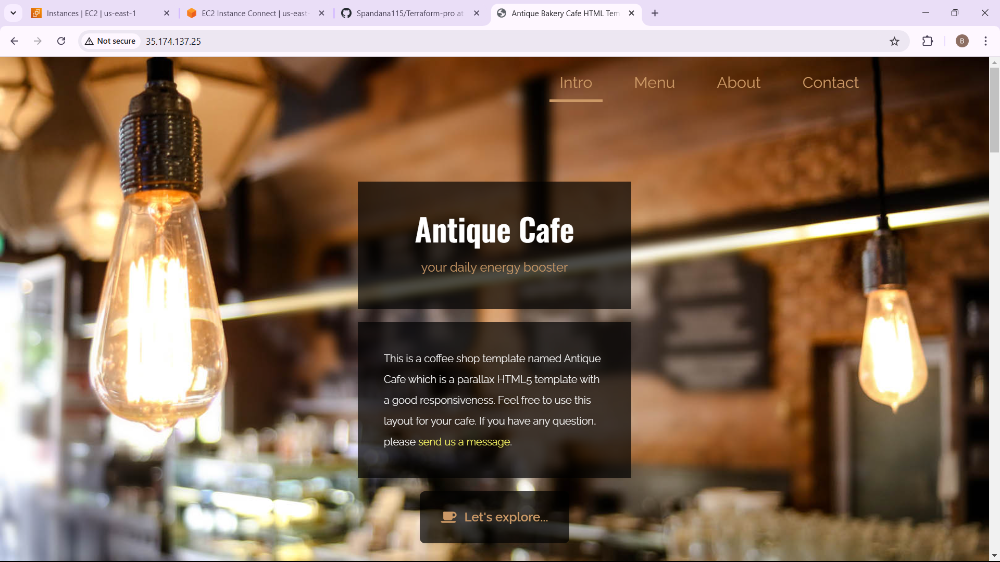 Instances | EC2 | us-east-1
EC2 Instance Connect | us-east-
Spandana115/Terraform-pro at
Antique Bakery Cafe HTML Tem
Not secure
35.174.137.25
B
Intro
Menu
About
Contact
Antique Cafe
your daily energy booster
This is a coffee shop template named Antique
Cafe which is a parallax HTML5 template with
a good responsiveness. Feel free to use this
layout for your cafe. If you have any question,
please send us a message.
Let's explore...